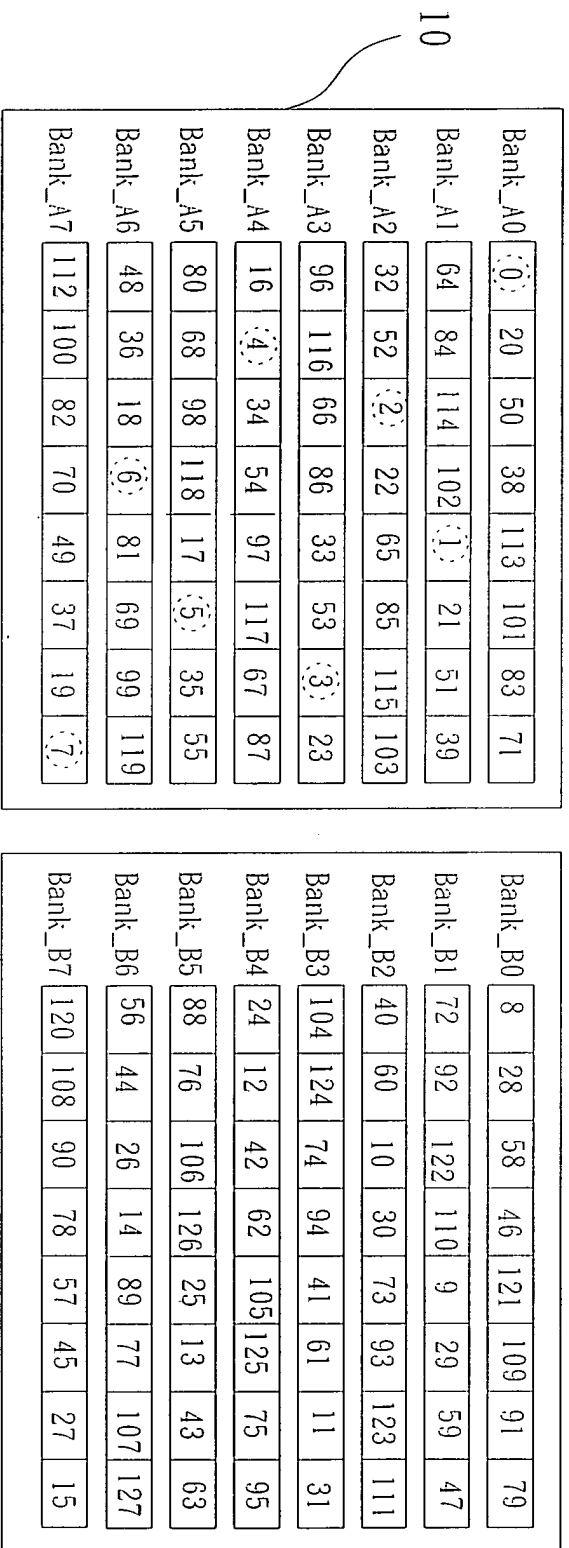 10
Bank_A0 0 20 50 38 113 101 83 71
Bank_A1 64 84 114 102 1 21 51 39
Bank_A2 32 52 2 22 65 85 115 103
Bank_A3 96 116 66 86 33 53 3 23
Bank_A4 16 4 34 54 97 117 67 87
Bank_A5 80 68 98 118 17 5 35 55
Bank_A6 48 36 18 6 81 69 99 119
Bank_A7 112 100 82 70 49 37 19 7
Bank_B0 8 28 58 46 121 109 91 79
Bank_B1 72 92 122 110 9 29 59 47
Bank_B2 40 60 10 30 73 93 123 111
Bank_B3 104 124 74 94 41 61 11 31
Bank_B4 24 12 42 62 105 125 75 95
Bank_B5 88 76 106 126 25 13 43 63
Bank_B6 56 44 26 14 89 77 107 127
Bank_B7 120 108 90 78 57 45 27 15